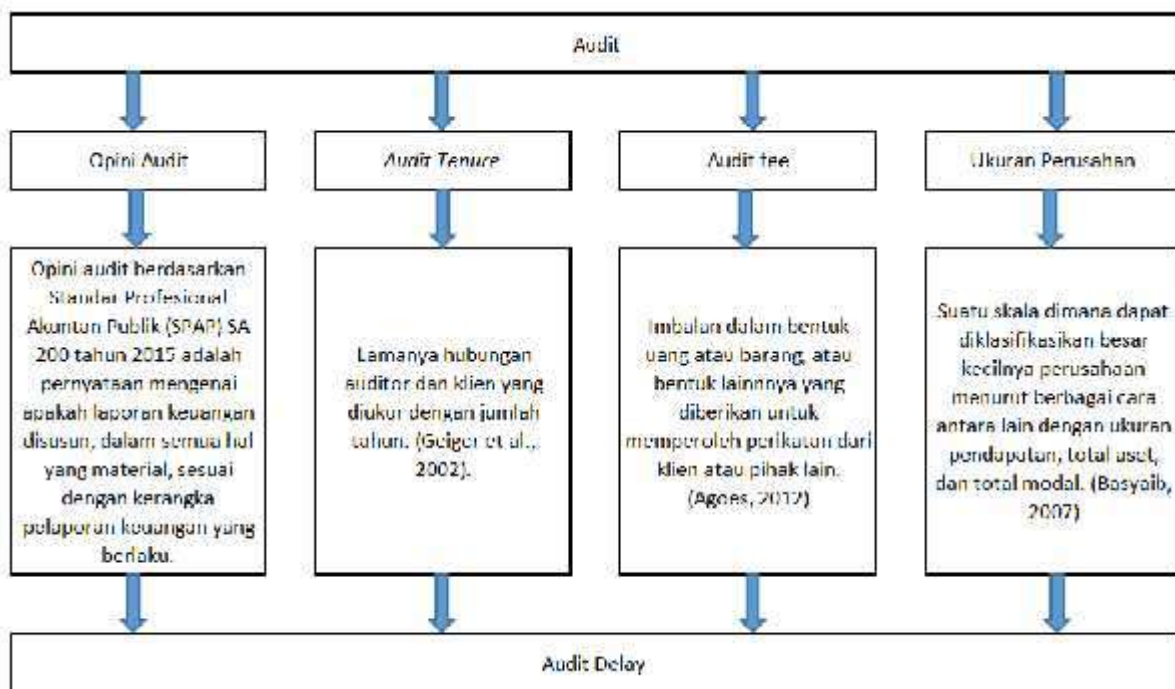 Audit
Opini Audit
Audit Tenure
Audit fee
Ukuran Perusahan
Opini audit berdasarkan
Standar Profesional
Akuntan Publik (SPAP) SA
200 tahun 2015 adalah
pernyataan mengenai
apakah laporan keuangan
disusun, dalam semua hal
yang material, sesuai
dengan kerangka
pelaporan keuangan yang
berlaku.
Lamanya hubungan
auditor dan klien yang
diukur dengan jumlah
tahun. (Geiger et al.,
2002).
Imbalan dalam bentuk
uang atau barang, atau
bentuk lainnnya yang
diberikan untuk
memperoleh perikatan dari
klien atau pihak lain.
(Agoes, 2012)
Suatu skala dimana dapat
diklasifikasikan besar
kecilnya perusahaan
menurut berbagai cara
antara lain dengan ukuran
pendapatan, total aset,
dan total modal. (Basyaib,
2007)
Audit Delay